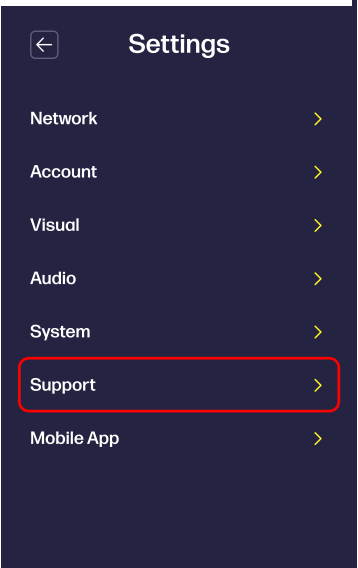 Settings
Network
Account
Visual
Audio
System
Support
Mobile App